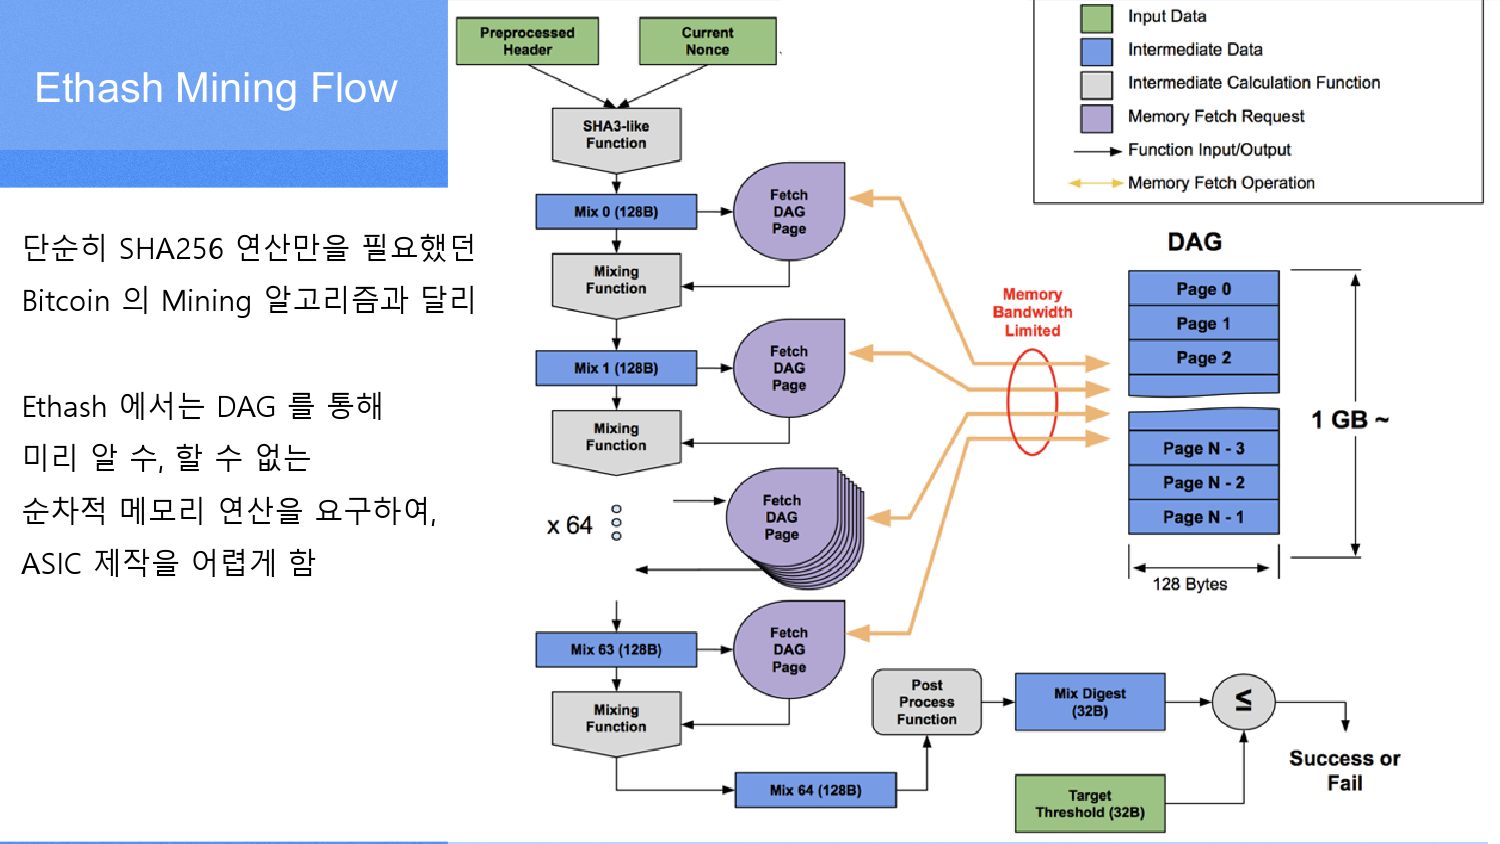 Ethash Mining Flow
단순히 SHA256 연산만을 필요했던
Bitcoin 의 Mining 알고리즘과 달리
Ethash 에서는 DAG 를 통해
미리 알 수, 할 수 없는
순차적 메모리 연산을 요구하여,
ASIC 제작을 어렵게 함
Preprocessed
Header
Current
Nonce
SHA3-like
Function
Mix 0 (128B)
Fetch
DAG
Page
Mixing
Function
Mix 1 (128B)
Fetch
DAG
Page
Mixing
Function
x 64
Fetch
DAG
Page
Mix 63 (128B)
Fetch
DAG
Page
Mixing
Function
Mix 64 (128B)
Post
Process
Function
Mix Digest
(32B)
≤
Target
Threshold (32B)
Success or
Fail
Memory
Bandwidth
Limited
Input Data
Intermediate Data
Intermediate Calculation Function
Memory Fetch Request
Function Input/Output
Memory Fetch Operation
DAG
Page 0
Page 1
Page 2
Page N - 3
Page N - 2
Page N - 1
1 GB ~
128 Bytes